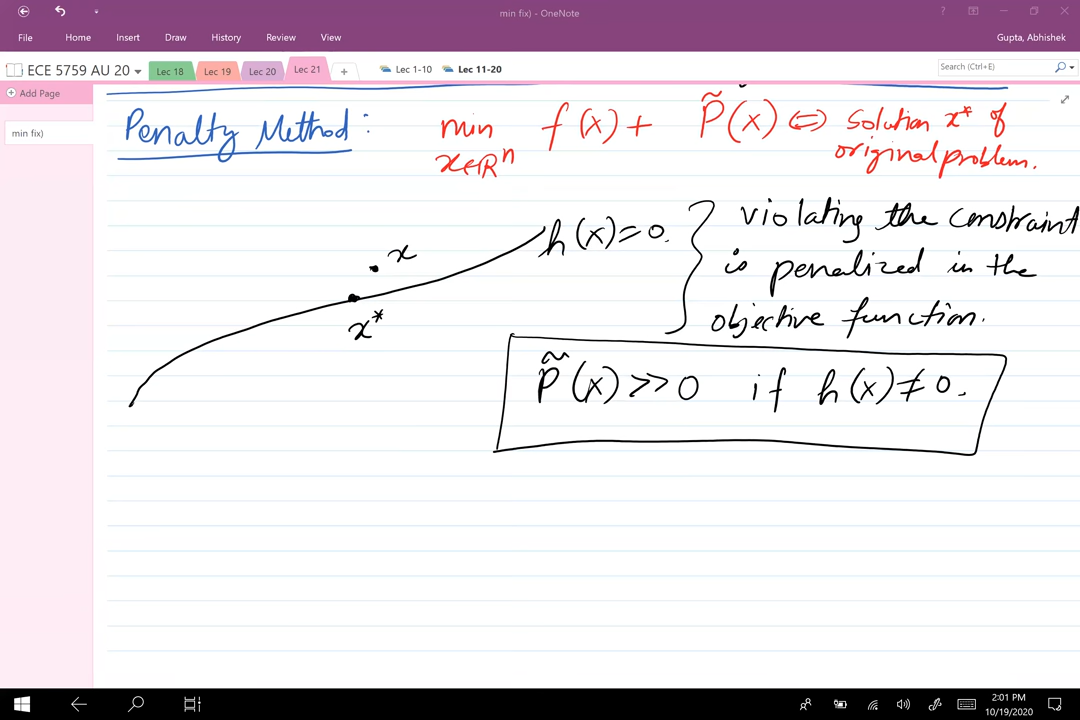 min fix) - OneNote
File Home Insert Draw History Review View
Gupta, Abhishek
ECE 5759 AU 20
Lec 18
Lec 19
Lec 20
Lec 21
+
Lec 1-10
Lec 11-20
Search (Ctrl+E)
Add Page
min fix)
Penalty Method:
min f(x) + P̃(x) ⇔ solution x* of
x∈ℝⁿ original problem.
h(x)=0. } violating the constraint
is penalized in the
objective function.
x
x*
P̃(x) >> 0 if h(x) ≠ 0.
2:01 PM
10/19/2020